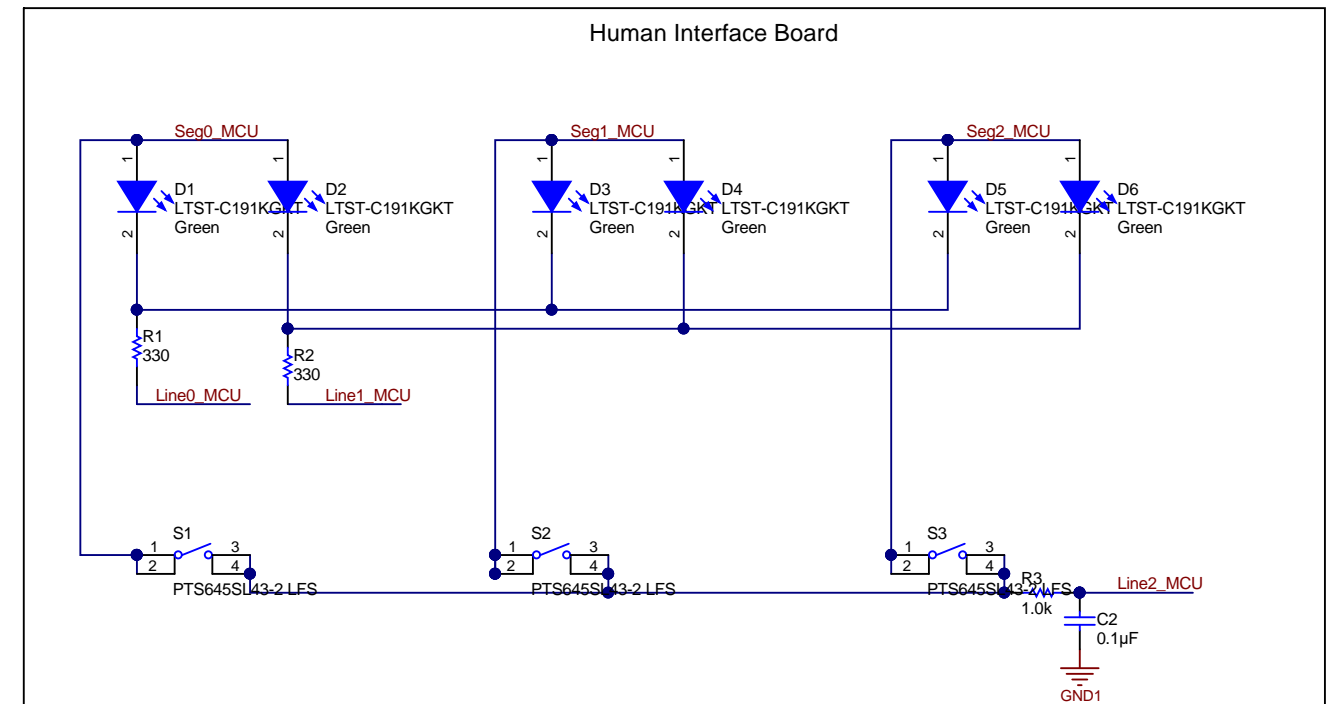 Human Interface Board
Seg0_MCU
Seg1_MCU
Seg2_MCU
1
1
1
1
1
1
D1
LTST-C191KGKT
Green
D2
LTST-C191KGKT
Green
D3
LTST-C191KGKT
Green
D4
LTST-C191KGKT
Green
D5
LTST-C191KGKT
Green
D6
LTST-C191KGKT
Green
2
2
2
2
2
2
R1
330
R2
330
Line0_MCU
Line1_MCU
S1
1
3
2
4
PTS645SL43-2 LFS
S2
1
3
2
4
PTS645SL43-2 LFS
S3
1
3
2
4
PTS645SL43-2 LFS
R3
1.0k
Line2_MCU
C2
0.1µF
GND1